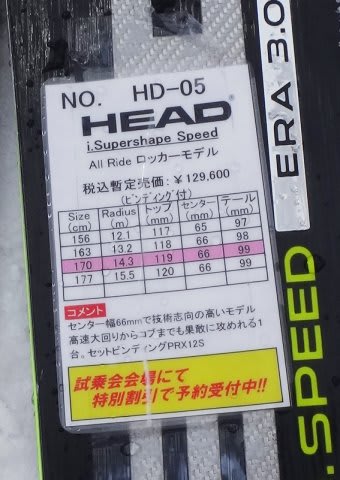 NO. HD-05
HEAD
i.Supershape Speed
All Ride ロッカーモデル
税込暫定売価：￥129,600
(ビンディング付)
Size (cm) Radius (m) トップ (mm) センター (mm) テール (mm)
156 12.1 117 65 97
163 13.2 118 66 98
170 14.3 119 66 99
177 15.5 120 66 99
コメント
センター幅66mmで技術志向の高いモデル
高速大回りからコブまでも果敢に攻めれる1
台。セットビンディングPRX12S
試乗会会場にて
特別割引で予約受付中!!
ERA 3.0
.SPEED